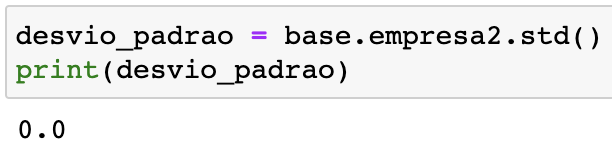 desvio_padrao = base.empresa2.std()
print(desvio_padrao)
0.0